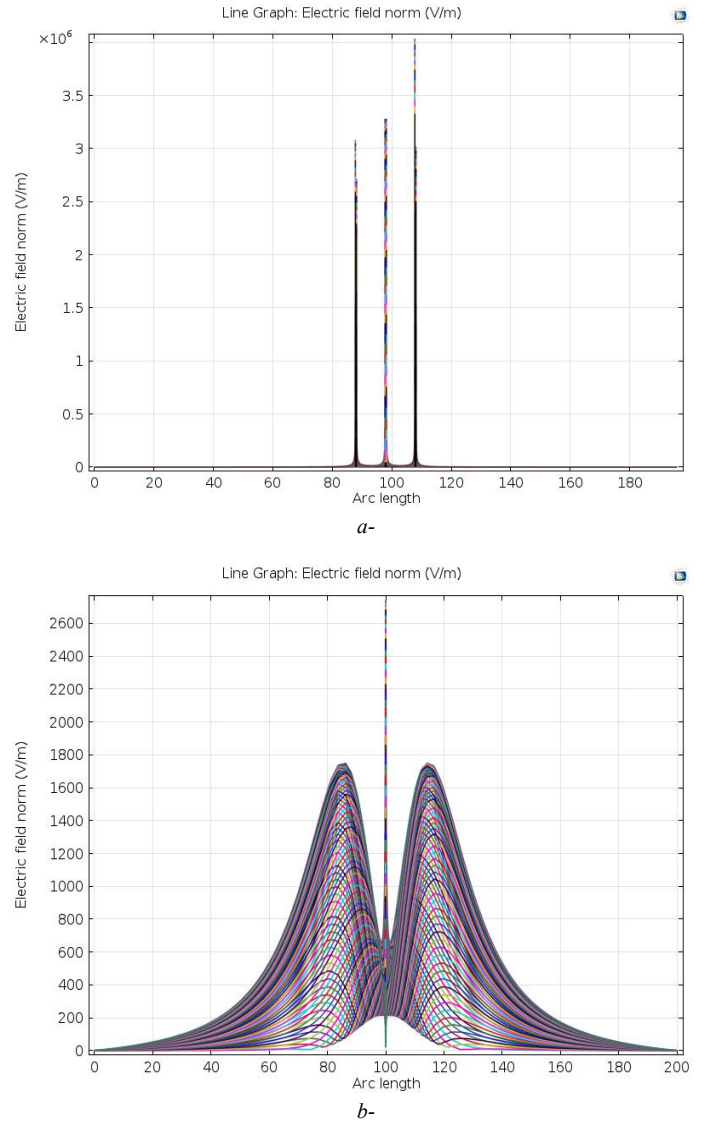 Line Graph: Electric field norm (V/m)
×10⁶
3.5
3
2.5
2
1.5
1
0.5
0
Electric field norm (V/m)
0 20 40 60 80 100 120 140 160 180
Arc length
a-
Line Graph: Electric field norm (V/m)
2600
2400
2200
2000
1800
1600
1400
1200
1000
800
600
400
200
0
Electric field norm (V/m)
0 20 40 60 80 100 120 140 160 180 200
Arc length
b-